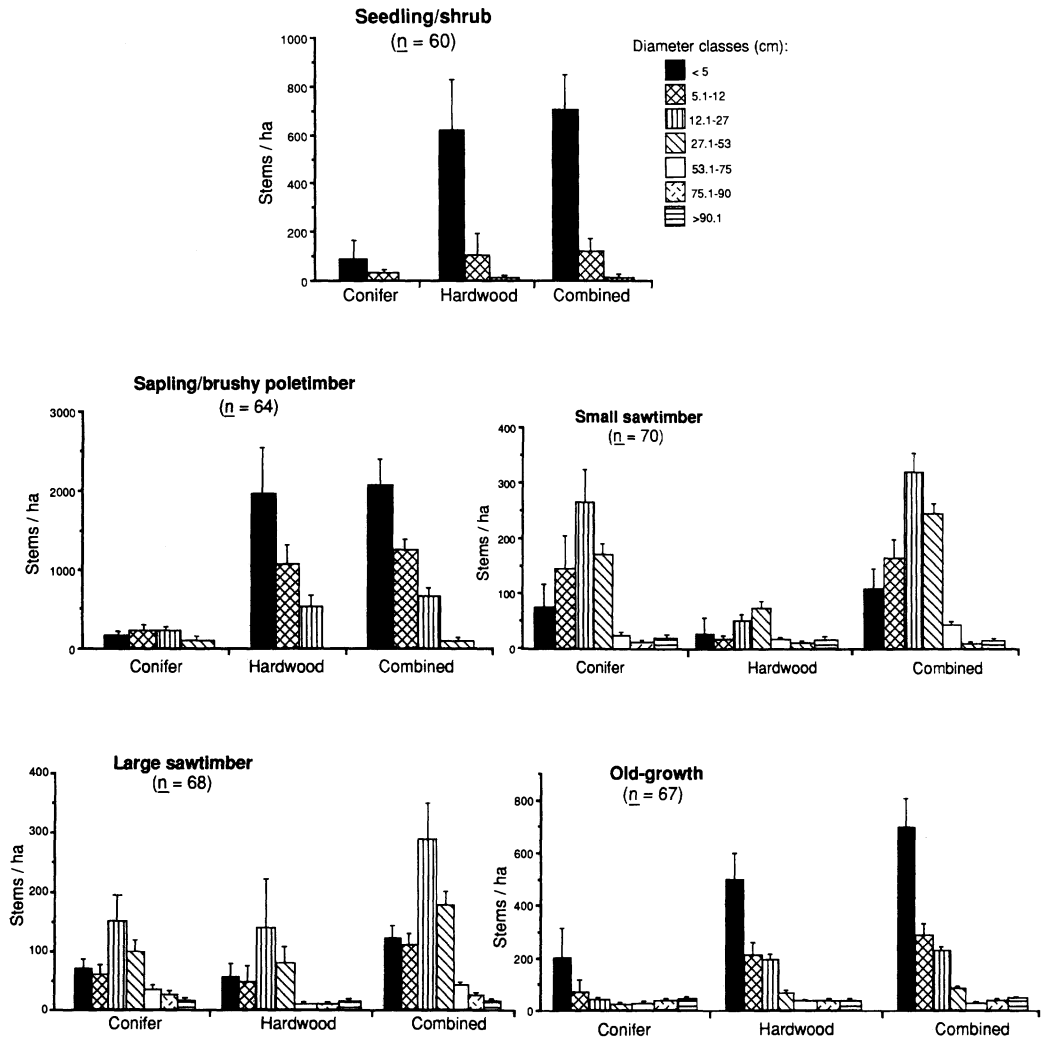 Seedling/shrub
(n = 60)
1000
800
600
400
200
0
Stems / ha
Conifer Hardwood Combined
Diameter classes (cm):
< 5
5.1-12
12.1-27
27.1-53
53.1-75
75.1-90
>90.1
Sapling/brushy poletimber
(n = 64)
3000
2000
1000
0
Stems / ha
Conifer Hardwood Combined
Small sawtimber
(n = 70)
400
300
200
100
0
Stems / ha
Conifer Hardwood Combined
Large sawtimber
(n = 68)
400
300
200
100
0
Stems / ha
Conifer Hardwood Combined
Old-growth
(n = 67)
800
600
400
200
0
Stems / ha
Conifer Hardwood Combined